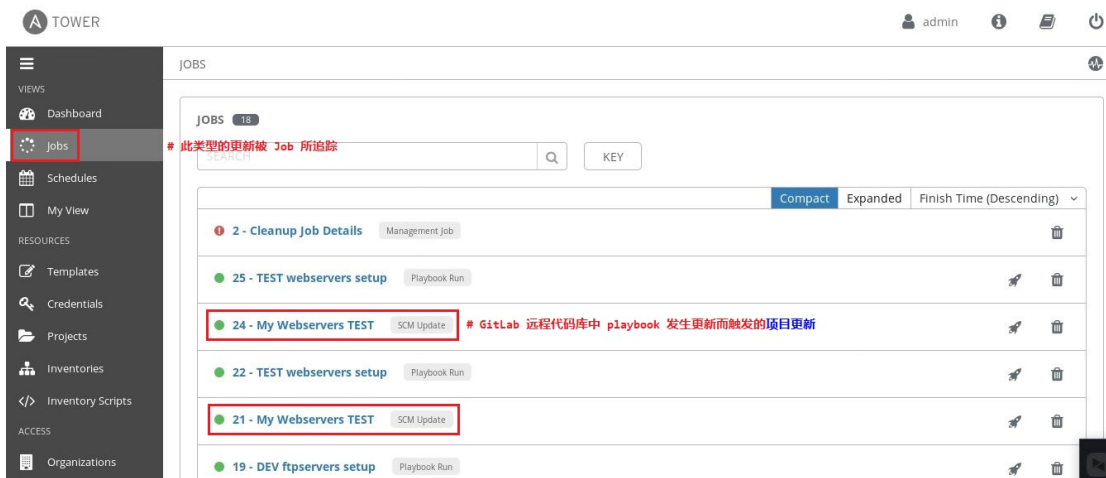 A TOWER
admin
JOBS
VIEWS
Dashboard
Jobs
Schedules
My View
RESOURCES
Templates
Credentials
Projects
Inventories
Inventory Scripts
ACCESS
Organizations
JOBS 18
# 此类型的更新被 Job 所追踪
SEARCH
KEY
Compact Expanded Finish Time (Descending)
2 - Cleanup Job Details Management Job
25 - TEST webservers setup Playbook Run
24 - My Webservers TEST SCM Update # GitLab 远程代码库中 playbook 发生更新而触发的项目更新
22 - TEST webservers setup Playbook Run
21 - My Webservers TEST SCM Update
19 - DEV ftpservers setup Playbook Run